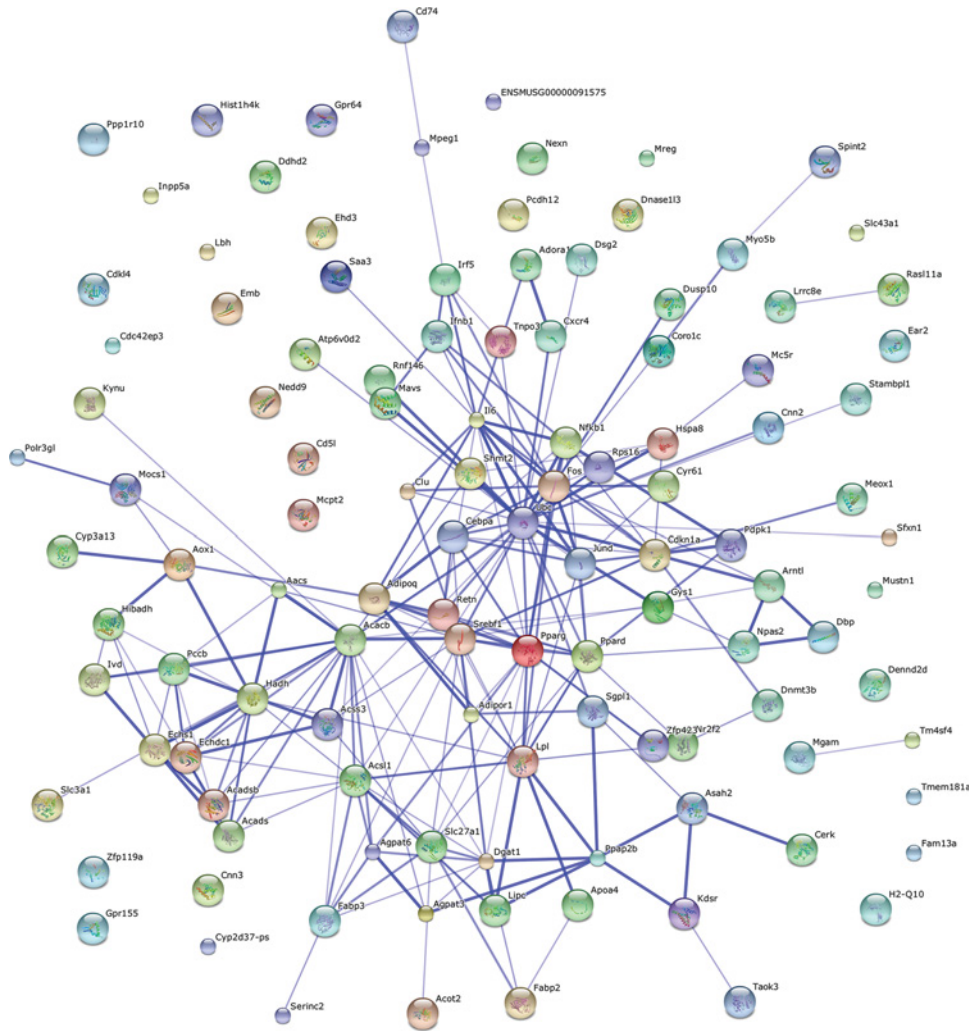 Cd74
ENSMUSG00000091575
Hist1h4k
Gpr64
Ppp1r10
Mpeg1
Nexn
Mreg
Spint2
Ddhd2
Inpp5a
Pcdh12
Dnase1l3
Ehd3
Slc43a1
Lbh
Adora1
Dsg2
Myo5b
Saa3
Irf5
Cdkl4
Emb
Dusp10
Lrrc8e
Rasl11a
Ifnb1
Tnpo3
Cxcr4
Cdc42ep3
Atp6v0d2
Coro1c
Ear2
Rnf146
Mc5r
Kynu
Nedd9
Mavs
Stambpl1
Il6
Nfkb1
Hspa8
Cnn2
Polr3gl
Cd5l
Shmt2
Rps16
Mocs1
Clu
Fos
Cyr61
Meox1
Mcpt2
Cebpa
Ubc
Sfxn1
Cyp3a13
Aox1
Jund
Cdkn1a
Pdpk1
Aacs
Adipoq
Arntl
Mustn1
Hibadh
Retn
Gys1
Acacb
Srebf1
Pparg
Ppard
Npas2
Dbp
Ivd
Pccb
Hadh
Dennd2d
Acss3
Adipor1
Sgpl1
Dnmt3b
Echs1
Echdc1
Lpl
Zfp423
Nr2f2
Mgam
Tm4sf4
Slc3a1
Acadsb
Acsl1
Asah2
Tmem181a
Acads
Slc27a1
Zfp119a
Agpat6
Dgat1
Ppap2b
Cerk
Fam13a
Cnn3
Gpr155
Fabp3
Agpat3
Lipc
Apoa4
Kdsr
H2-Q10
Cyp2d37-ps
Serinc2
Acot2
Fabp2
Taok3